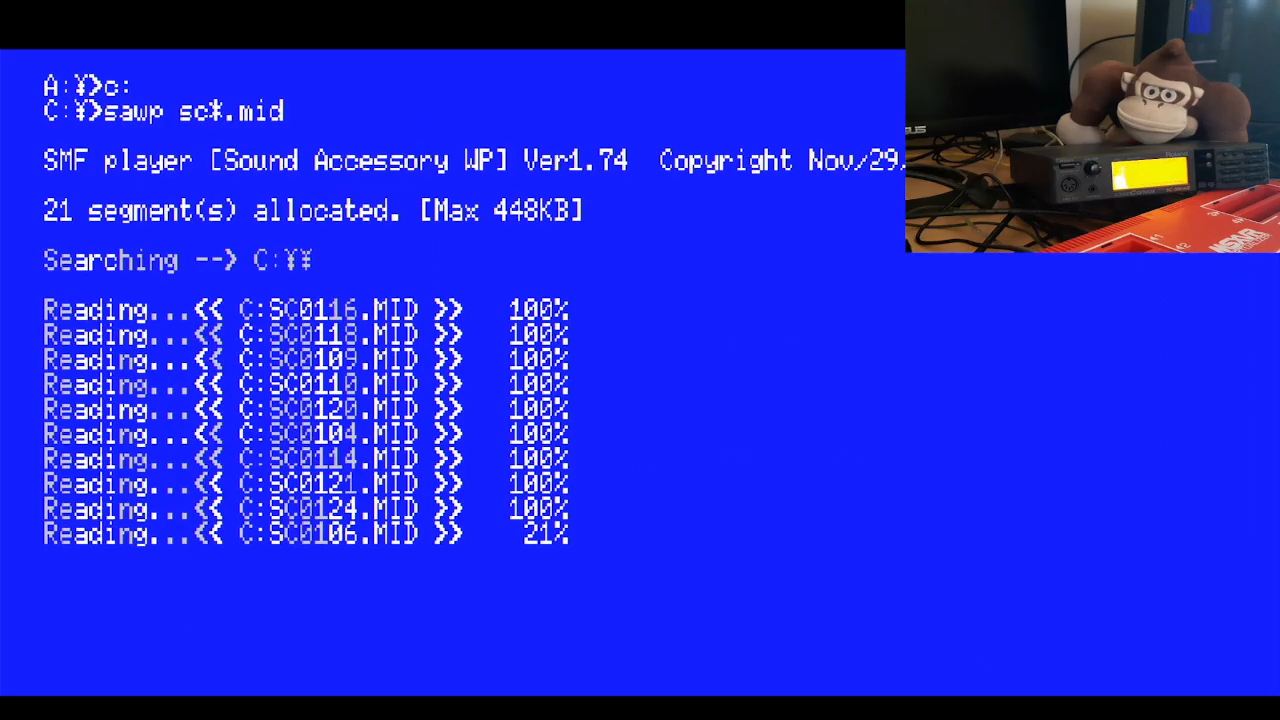 A:¥>c:
C:¥>sawp sc*.mid
SMF player [Sound Accessory WP] Ver1.74  Copyright Nov/29.
21 segment(s) allocated. [Max 448KB]
Searching --> C:¥¥
Reading...<< C:SC0116.MID >> 100%
Reading...<< C:SC0118.MID >> 100%
Reading...<< C:SC0109.MID >> 100%
Reading...<< C:SC0110.MID >> 100%
Reading...<< C:SC0120.MID >> 100%
Reading...<< C:SC0104.MID >> 100%
Reading...<< C:SC0114.MID >> 100%
Reading...<< C:SC0121.MID >> 100%
Reading...<< C:SC0124.MID >> 100%
Reading...<< C:SC0106.MID >> 21%
Roland